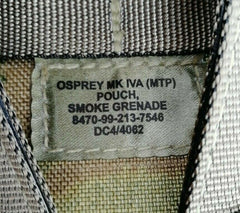 OSPREY MK IVA (MTP)
POUCH,
SMOKE GRENADE
8470-99-213-7546
DC4/4062